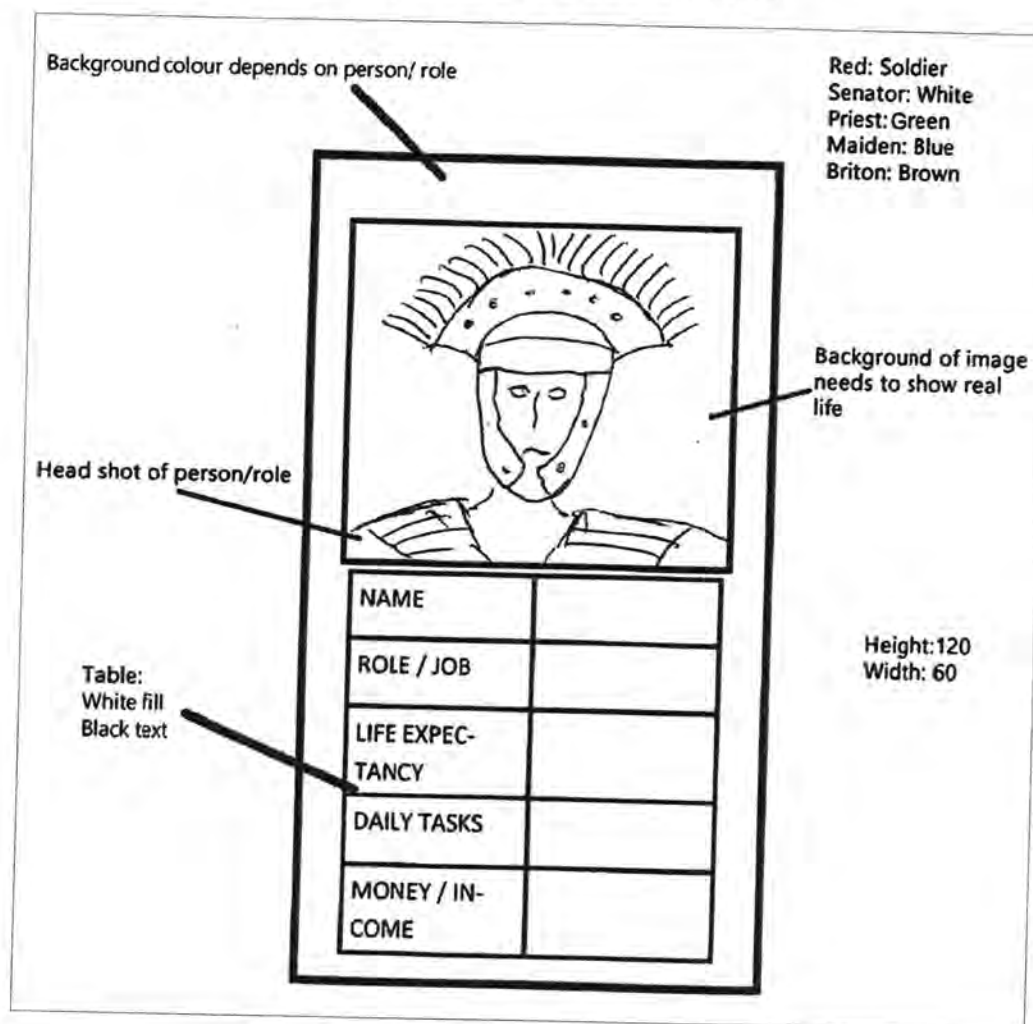 Background colour depends on person/ role
Red: Soldier
Senator: White
Priest: Green
Maiden: Blue
Briton: Brown
Background of image
needs to show real
life
Head shot of person/role
NAME
ROLE / JOB
LIFE EXPEC-
TANCY
DAILY TASKS
MONEY / IN-
COME
Table:
White fill
Black text
Height:120
Width: 60